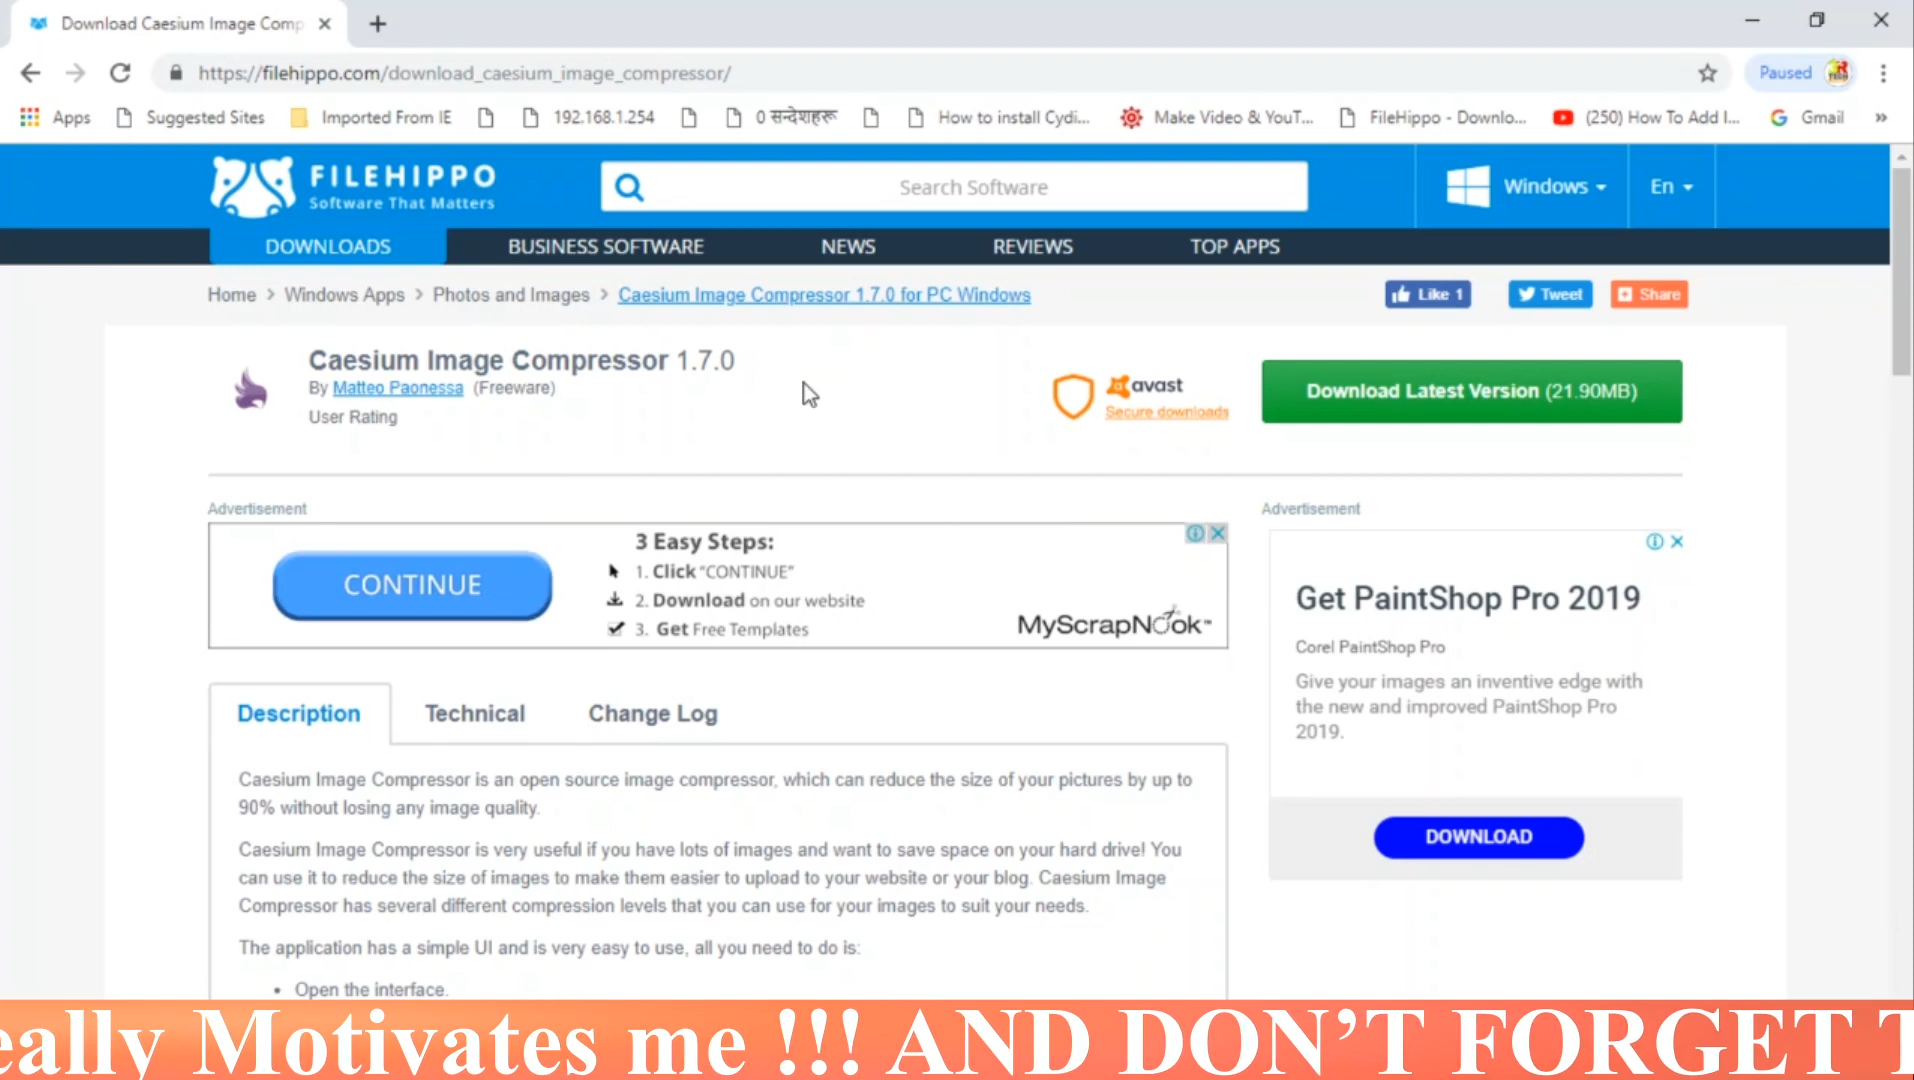 Download Caesium Image Comp
https://filehippo.com/download_caesium_image_compressor/
Paused
Apps
Suggested Sites
Imported From IE
192.168.1.254
0 सन्देशहरू
How to install Cydi...
Make Video & YouT...
FileHippo - Downlo...
(250) How To Add I...
Gmail
»
FILEHIPPO
Software That Matters
Search Software
Windows
En
DOWNLOADS
BUSINESS SOFTWARE
NEWS
REVIEWS
TOP APPS
Home > Windows Apps > Photos and Images > Caesium Image Compressor 1.7.0 for PC Windows
Like 1
Tweet
Share
Caesium Image Compressor 1.7.0
By Matteo Paonessa (Freeware)
User Rating
avast
Secure downloads
Download Latest Version (21.90MB)
Advertisement
CONTINUE
3 Easy Steps:
1. Click "CONTINUE"
2. Download on our website
3. Get Free Templates
MyScrapNook™
Advertisement
Get PaintShop Pro 2019
Corel PaintShop Pro
Give your images an inventive edge with
the new and improved PaintShop Pro
2019.
DOWNLOAD
Description
Technical
Change Log
Caesium Image Compressor is an open source image compressor, which can reduce the size of your pictures by up to
90% without losing any image quality.
Caesium Image Compressor is very useful if you have lots of images and want to save space on your hard drive! You
can use it to reduce the size of images to make them easier to upload to your website or your blog. Caesium Image
Compressor has several different compression levels that you can use for your images to suit your needs.
The application has a simple UI and is very easy to use, all you need to do is:
• Open the interface.
eally Motivates me !!! AND DON'T FORGET T